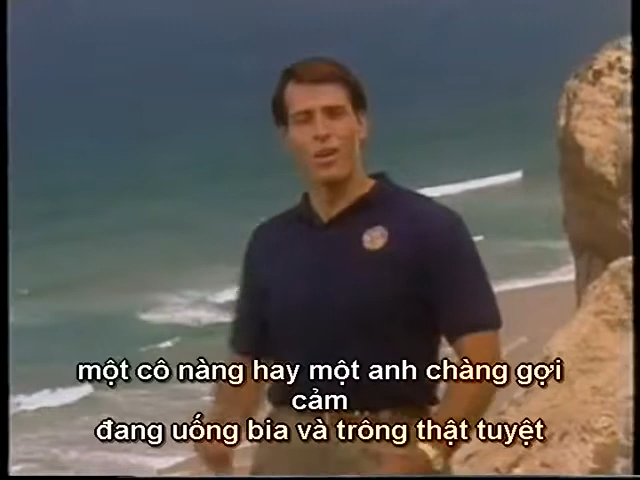 một cô nàng hay một anh chàng gợi
cảm
đang uống bia và trông thật tuyệt